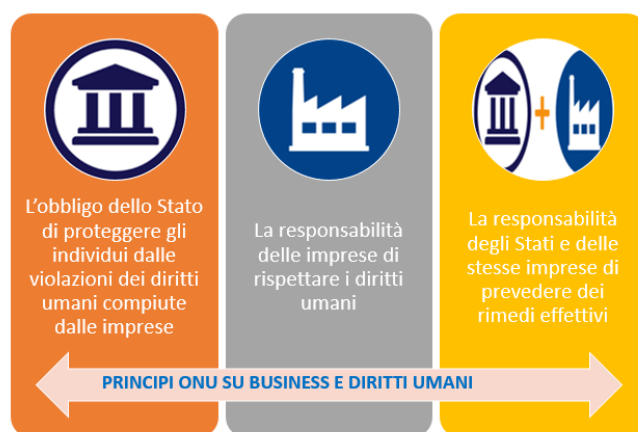 L'obbligo dello Stato
di proteggere gli
individui dalle
violazioni dei diritti
umani compiute
dalle imprese
La responsabilità
delle imprese di
rispettare i diritti
umani
La responsabilità
degli Stati e delle
stesse imprese di
prevedere dei
rimedi effettivi
PRINCIPI ONU SU BUSINESS E DIRITTI UMANI